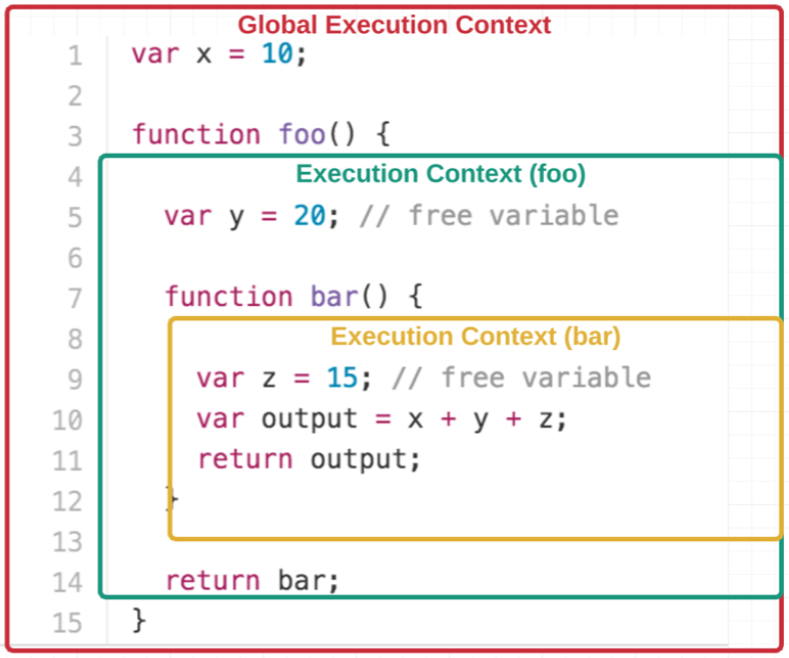 Global Execution Context
1 var x = 10;
2
3 function foo() {
4 Execution Context (foo)
5 var y = 20; // free variable
6
7 function bar() {
8 Execution Context (bar)
9 var z = 15; // free variable
10 var output = x + y + z;
11 return output;
12 }
13
14 return bar;
15 }